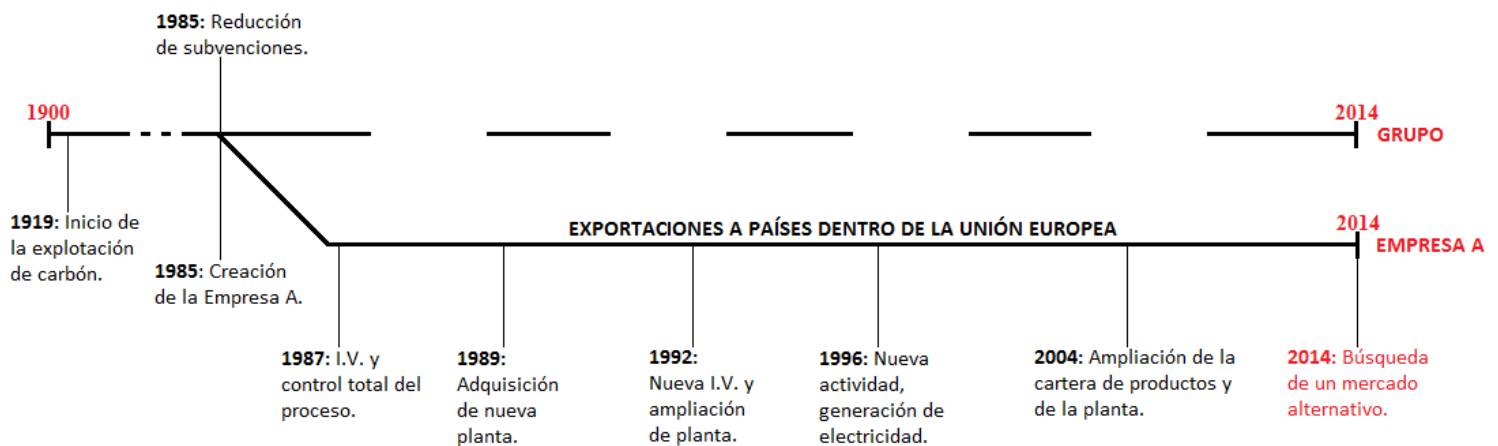 1985: Reducción
de subvenciones.
1900
2014
GRUPO
1919: Inicio de
la explotación
de carbón.
1985: Creación
de la Empresa A.
EXPORTACIONES A PAÍSES DENTRO DE LA UNIÓN EUROPEA
2014
EMPRESA A
1987: I.V. y
control total del
proceso.
1989:
Adquisición
de nueva
planta.
1992:
Nueva I.V. y
ampliación
de planta.
1996: Nueva
actividad,
generación de
electricidad.
2004: Ampliación de la
cartera de productos y
de la planta.
2014: Búsqueda
de un mercado
alternativo.